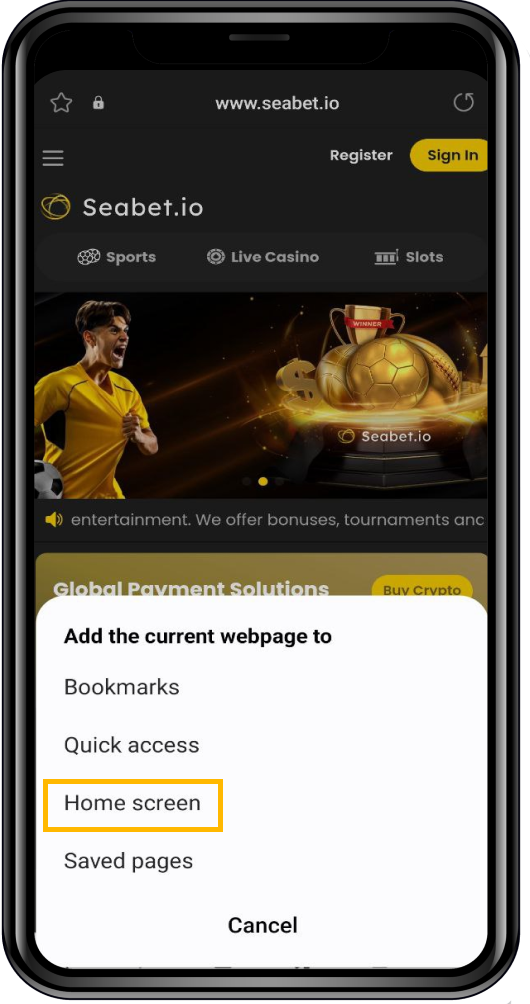 www.seabet.io
Register
Sign In
Seabet.io
Sports
Live Casino
Slots
WINNER
Seabet.io
entertainment. We offer bonuses, tournaments and
Global Payment Solutions
Buy Crypto
Add the current webpage to
Bookmarks
Quick access
Home screen
Saved pages
Cancel